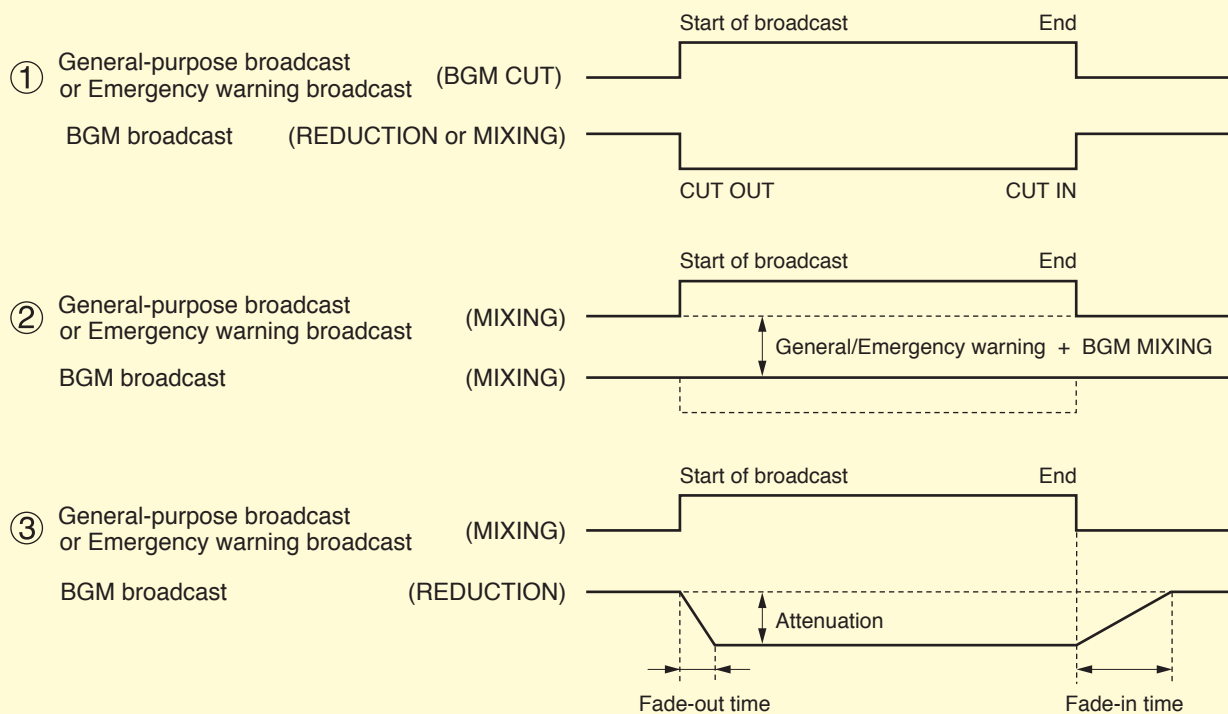 Start of broadcast End
① General-purpose broadcast
or Emergency warning broadcast (BGM CUT)
BGM broadcast (REDUCTION or MIXING)
CUT OUT CUT IN
Start of broadcast End
② General-purpose broadcast
or Emergency warning broadcast (MIXING)
General/Emergency warning + BGM MIXING
BGM broadcast (MIXING)
Start of broadcast End
③ General-purpose broadcast
or Emergency warning broadcast (MIXING)
BGM broadcast (REDUCTION)
Attenuation
Fade-out time Fade-in time